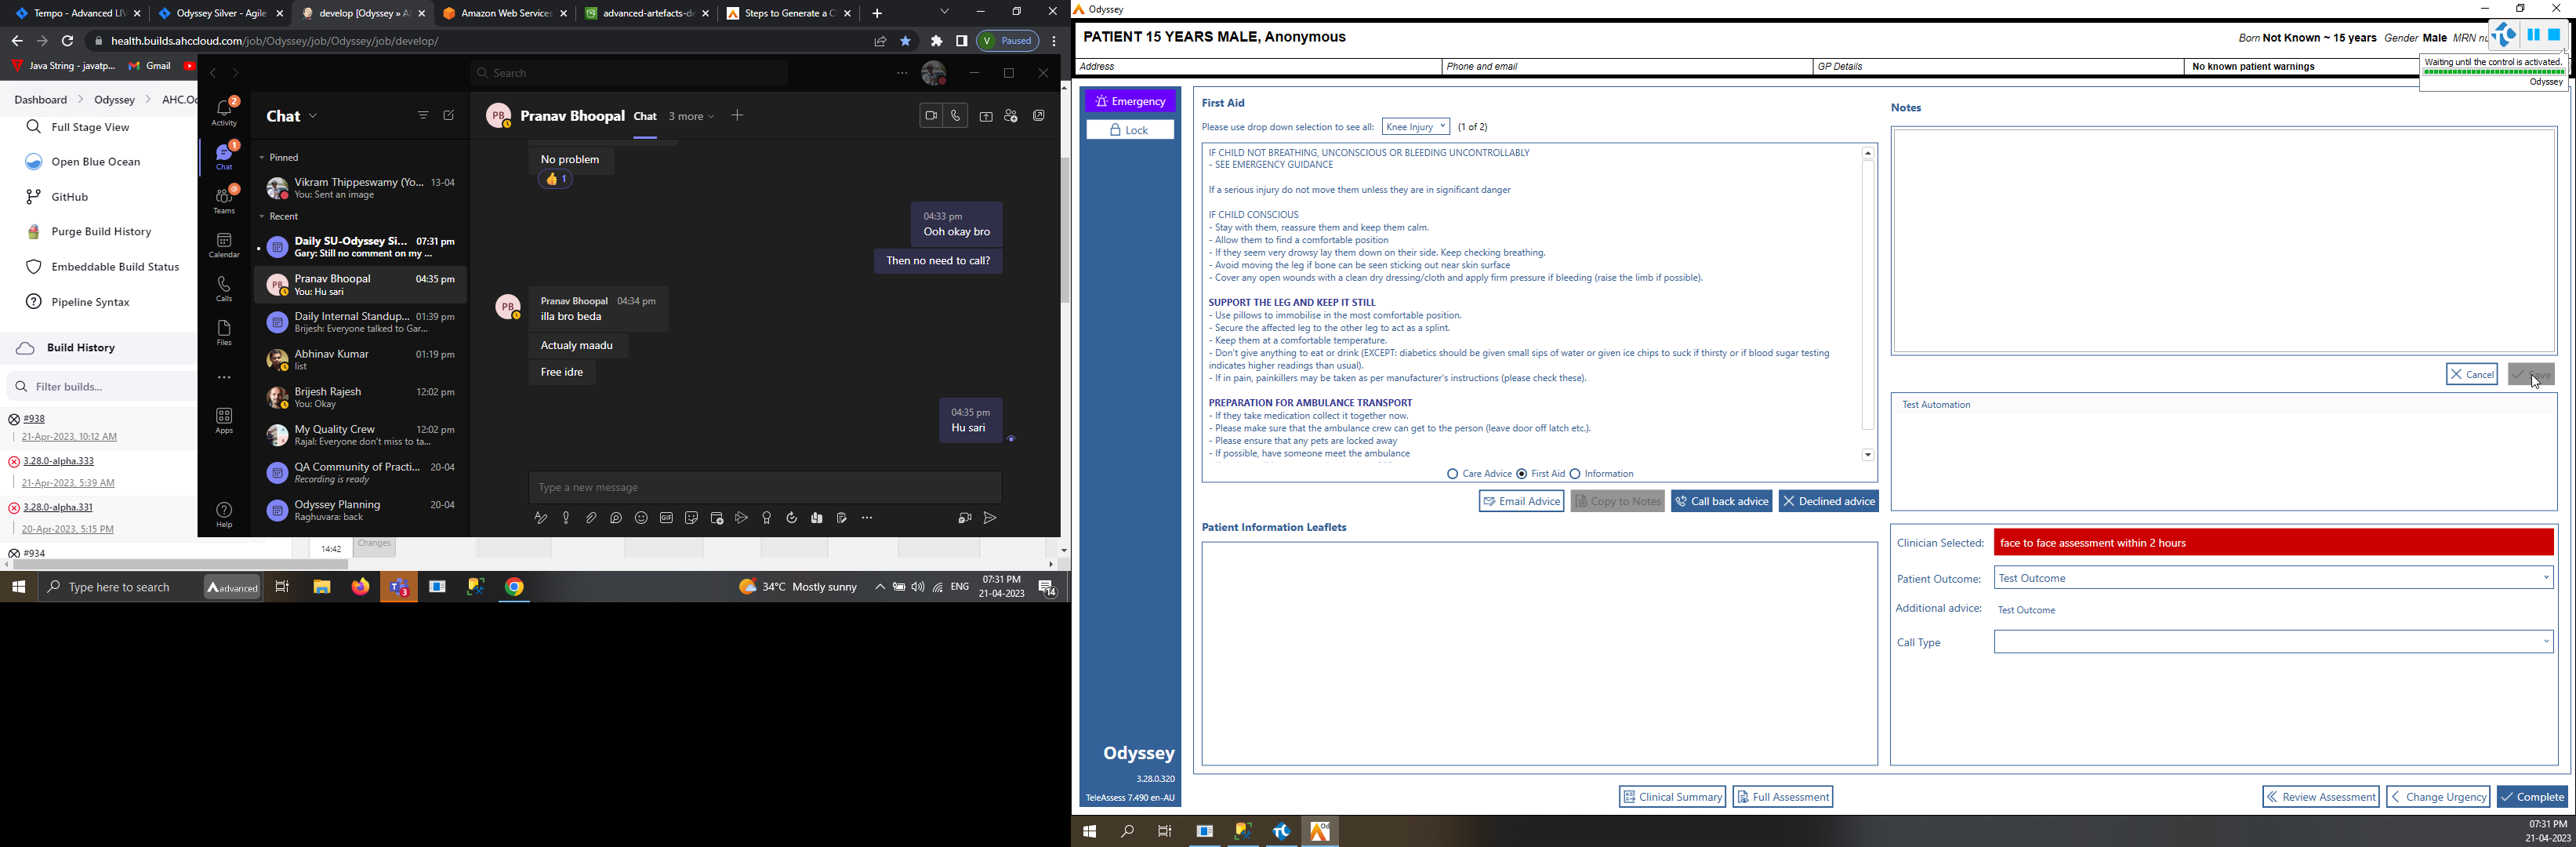 Tempo - Advanced LIV
Odyssey Silver - Agile
develop [Odyssey » A
Amazon Web Services
advanced-artefacts-de
Steps to Generate a C
health.builds.ahccloud.com/job/Odyssey/job/Odyssey/job/develop/
V Paused
Java String - javatp...
Gmail
Dashboard
Odyssey
AHC.Od
Full Stage View
Open Blue Ocean
GitHub
Purge Build History
Embeddable Build Status
Pipeline Syntax
Build History
Filter builds...
#938
21-Apr-2023, 10:12 AM
3.28.0-alpha.333
21-Apr-2023, 5:39 AM
3.28.0-alpha.331
20-Apr-2023, 5:15 PM
#934
14:42
Changes
Search
Activity
2
Chat
1
Teams
Calendar
Calls
Files
Apps
Help
Chat
Pinned
Vikram Thippeswamy (Yo... 13-04
You: Sent an image
Recent
Daily SU-Odyssey Si... 07:31 pm
Gary: Still no comment on my ...
PB
Pranav Bhoopal 04:35 pm
You: Hu sari
Daily Internal Standup... 01:39 pm
Brijesh: Everyone talked to Gar...
Abhinav Kumar 01:19 pm
list
Brijesh Rajesh 12:02 pm
You: Okay
My Quality Crew 12:02 pm
Rajal: Everyone don't miss to ta...
QA Community of Practi... 20-04
Recording is ready
Odyssey Planning 20-04
Raghuvara: back
PB
Pranav Bhoopal
Chat
3 more
No problem
1
04:33 pm
Ooh okay bro
Then no need to call?
PB
Pranav Bhoopal 04:34 pm
illa bro beda
Actualy maadu
Free idre
04:35 pm
Hu sari
Type a new message
GIF
Type here to search
advanced
3
34°C Mostly sunny
ENG
07:31 PM
21-04-2023
14
Odyssey
PATIENT 15 YEARS MALE, Anonymous
Born Not Known ~ 15 years Gender Male MRN nu
Address
Phone and email
GP Details
No known patient warnings
Waiting until the control is activated.
Odyssey
Emergency
Lock
Odyssey
3.28.0.320
TeleAssess 7.490 en-AU
First Aid
Please use drop down selection to see all: Knee Injury (1 of 2)
IF CHILD NOT BREATHING, UNCONSCIOUS OR BLEEDING UNCONTROLLABLY
- SEE EMERGENCY GUIDANCE
If a serious injury do not move them unless they are in significant danger
IF CHILD CONSCIOUS
- Stay with them, reassure them and keep them calm.
- Allow them to find a comfortable position
- If they seem very drowsy lay them down on their side. Keep checking breathing.
- Avoid moving the leg if bone can be seen sticking out near skin surface
- Cover any open wounds with a clean dry dressing/cloth and apply firm pressure if bleeding (raise the limb if possible).
SUPPORT THE LEG AND KEEP IT STILL
- Use pillows to immobilise in the most comfortable position.
- Secure the affected leg to the other leg to act as a splint.
- Keep them at a comfortable temperature.
- Don't give anything to eat or drink (EXCEPT: diabetics should be given small sips of water or given ice chips to suck if thirsty or if blood sugar testing
indicates higher readings than usual).
- If in pain, painkillers may be taken as per manufacturer's instructions (please check these).
PREPARATION FOR AMBULANCE TRANSPORT
- If they take medication collect it together now.
- Please make sure that the ambulance crew can get to the person (leave door off latch etc.).
- Please ensure that any pets are locked away
- If possible, have someone meet the ambulance
Care Advice
First Aid
Information
Email Advice
Copy to Notes
Call back advice
Declined advice
Patient Information Leaflets
Notes
Cancel
Save
Test Automation
Clinician Selected: face to face assessment within 2 hours
Patient Outcome: Test Outcome
Additional advice: Test Outcome
Call Type
Clinical Summary
Full Assessment
Review Assessment
Change Urgency
Complete
07:31 PM
21-04-2023